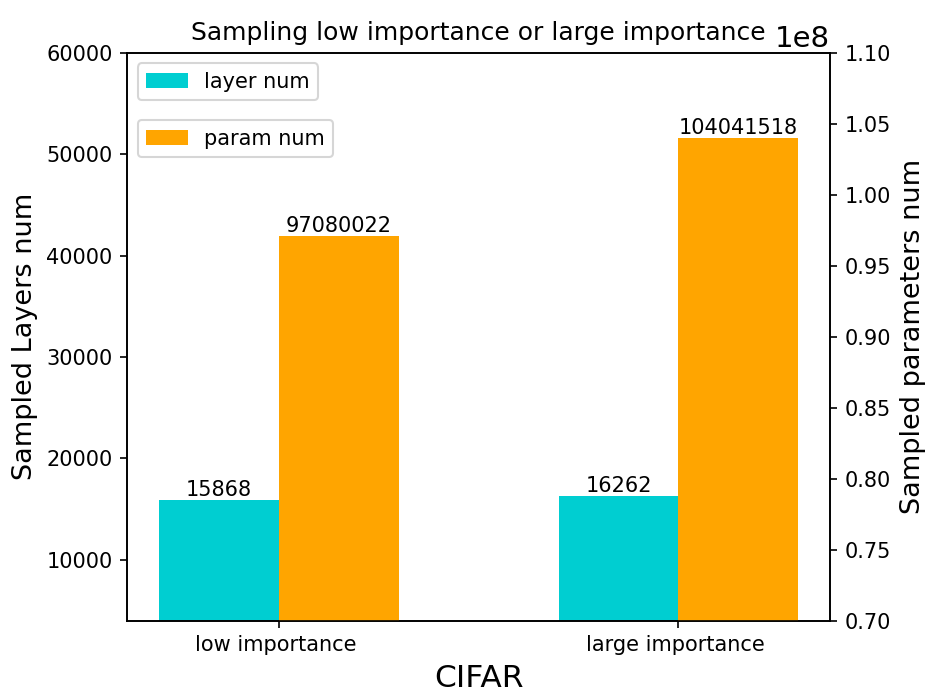 Sampling low importance or large importance
1e8
layer num
param num
60000
50000
40000
30000
20000
10000
Sampled Layers num
15868
97080022
16262
104041518
1.10
1.05
1.00
0.95
0.90
0.85
0.80
0.75
0.70
Sampled parameters num
low importance
large importance
CIFAR